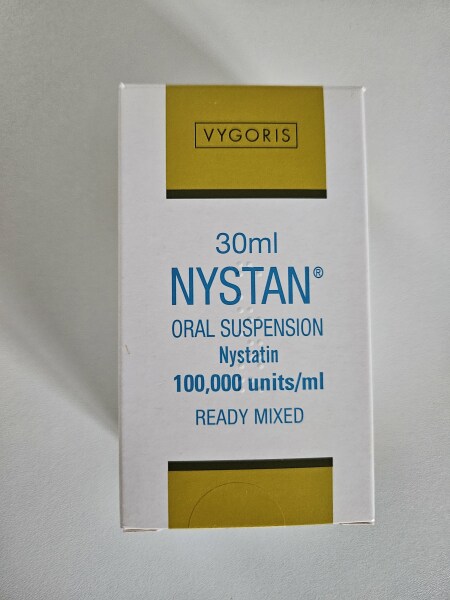 VYGORIS
30ml
NYSTAN®
ORAL SUSPENSION
Nystatin
100,000 units/ml
READY MIXED